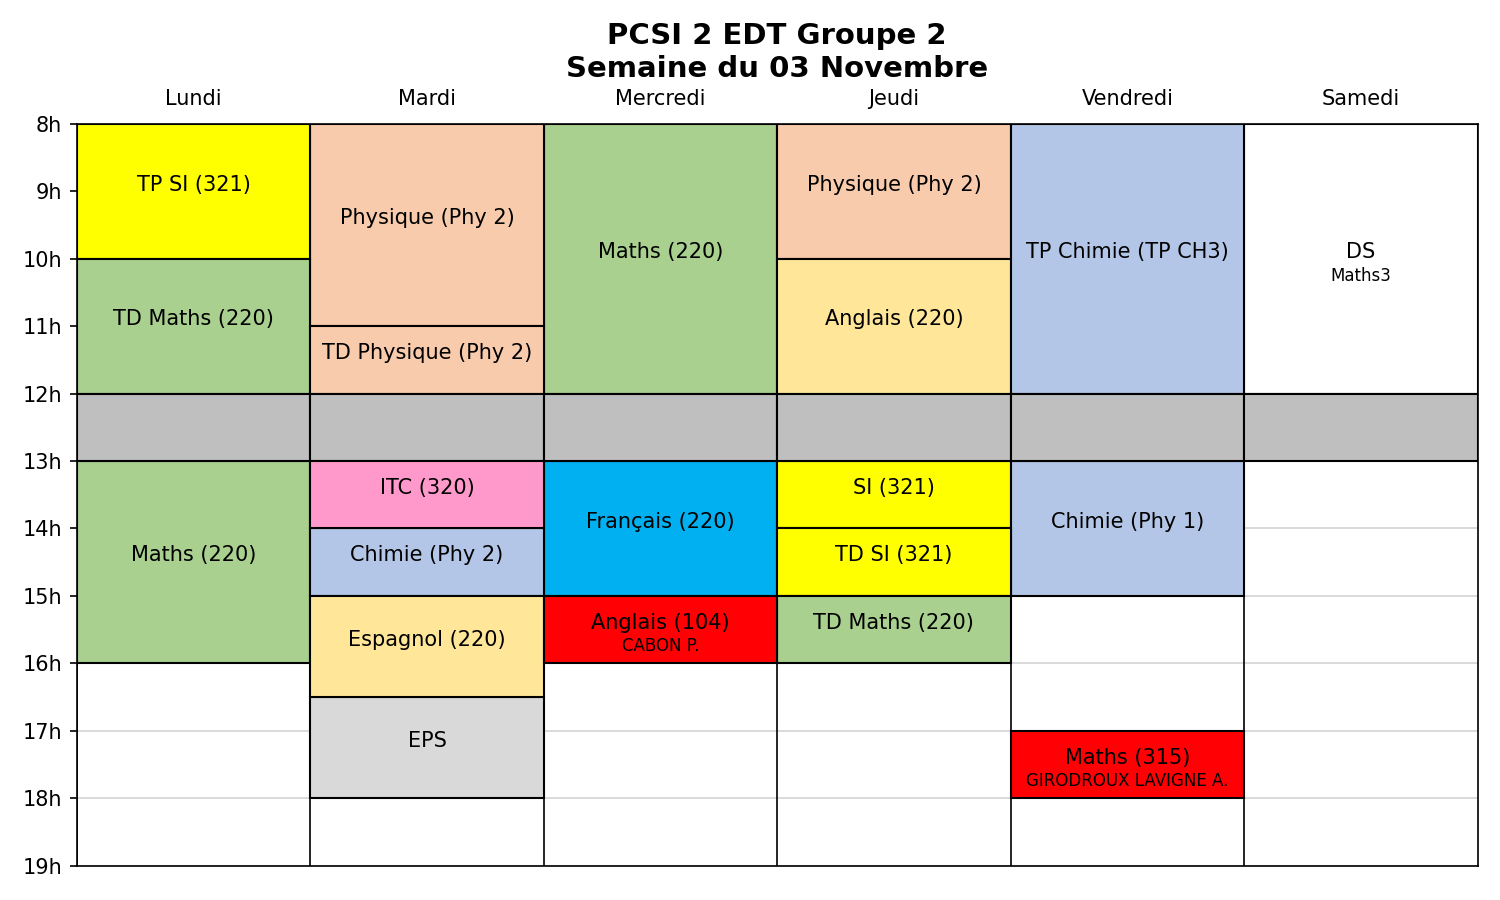 PCSI 2 EDT Groupe 2
Semaine du 03 Novembre
Lundi Mardi Mercredi Jeudi Vendredi Samedi
8h
9h
10h
11h
12h
13h
14h
15h
16h
17h
18h
19h
TP SI (321)
TD Maths (220)
Maths (220)
Physique (Phy 2)
TD Physique (Phy 2)
ITC (320)
Chimie (Phy 2)
Espagnol (220)
EPS
Maths (220)
Français (220)
Anglais (104)
CABON P.
Physique (Phy 2)
Anglais (220)
SI (321)
TD SI (321)
TD Maths (220)
TP Chimie (TP CH3)
Chimie (Phy 1)
Maths (315)
GIRODROUX LAVIGNE A.
DS
Maths3